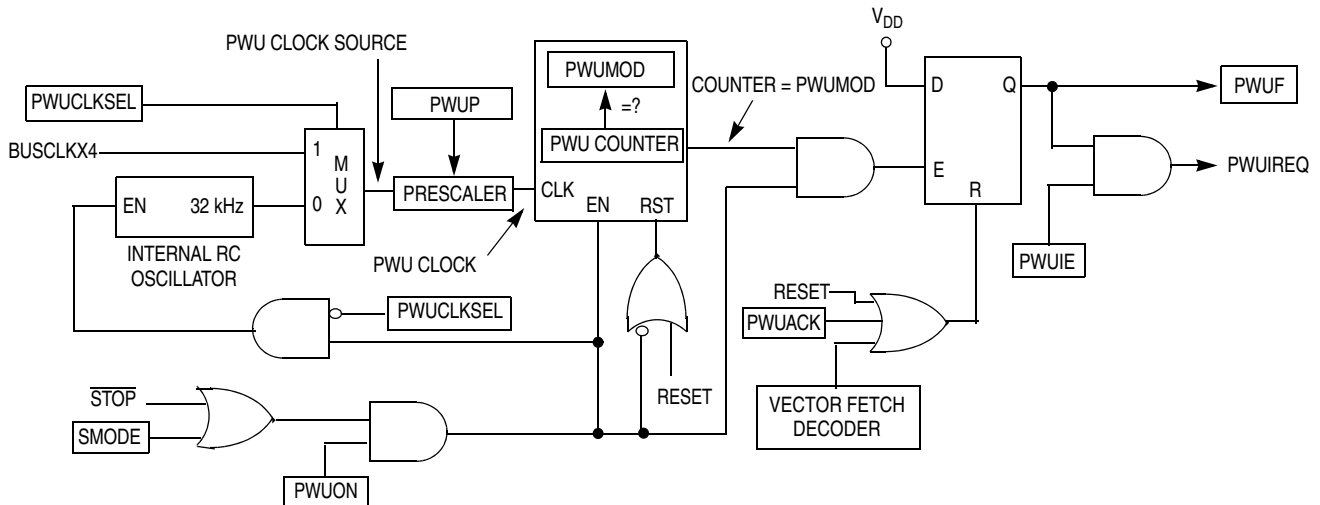 V_DD
PWU CLOCK SOURCE
PWUMOD
=?
PWU COUNTER
CLK
EN
RST
COUNTER = PWUMOD
D
Q
E
R
PWUF
PWUCLKSEL
PWUP
BUSCLKX4
1
0
MUX
PRESCALER
PWUIREQ
EN
32 kHz
INTERNAL RC
OSCILLATOR
PWU CLOCK
PWUIE
PWUCLKSEL
RESET
PWUACK
RESET
VECTOR FETCH
DECODER
STOP
SMODE
PWUON